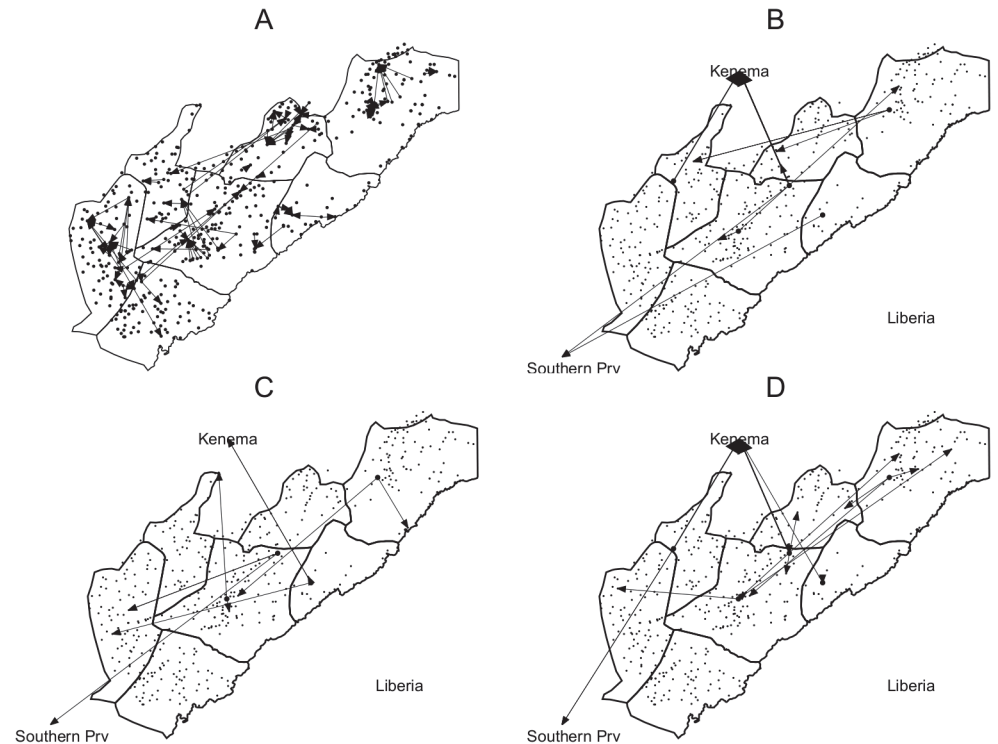 A
B
Kenema
Liberia
Southern Prv
C
D
Kenema
Kenema
Liberia
Liberia
Southern Prv
Southern Prv